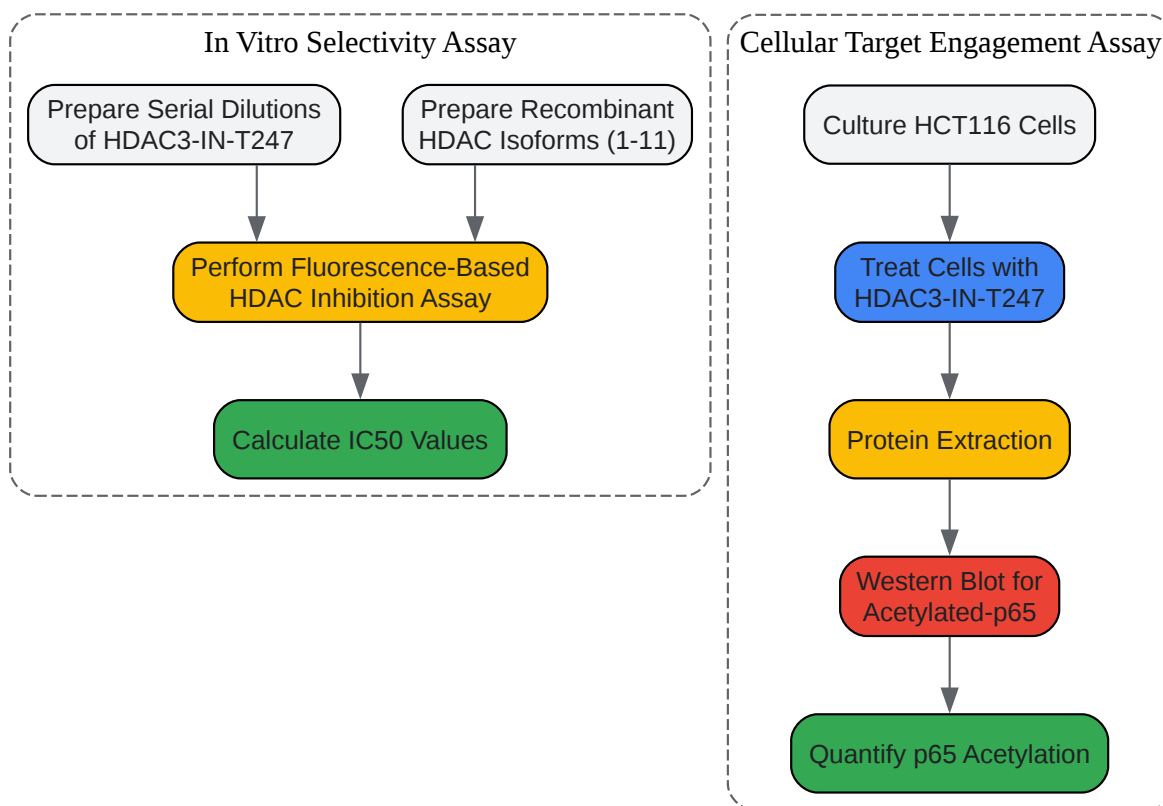 In Vitro Selectivity Assay
Prepare Serial Dilutions
of HDAC3-IN-T247
Prepare Recombinant
HDAC Isoforms (1-11)
Perform Fluorescence-Based
HDAC Inhibition Assay
Calculate IC50 Values
Cellular Target Engagement Assay
Culture HCT116 Cells
Treat Cells with
HDAC3-IN-T247
Protein Extraction
Western Blot for
Acetylated-p65
Quantify p65 Acetylation